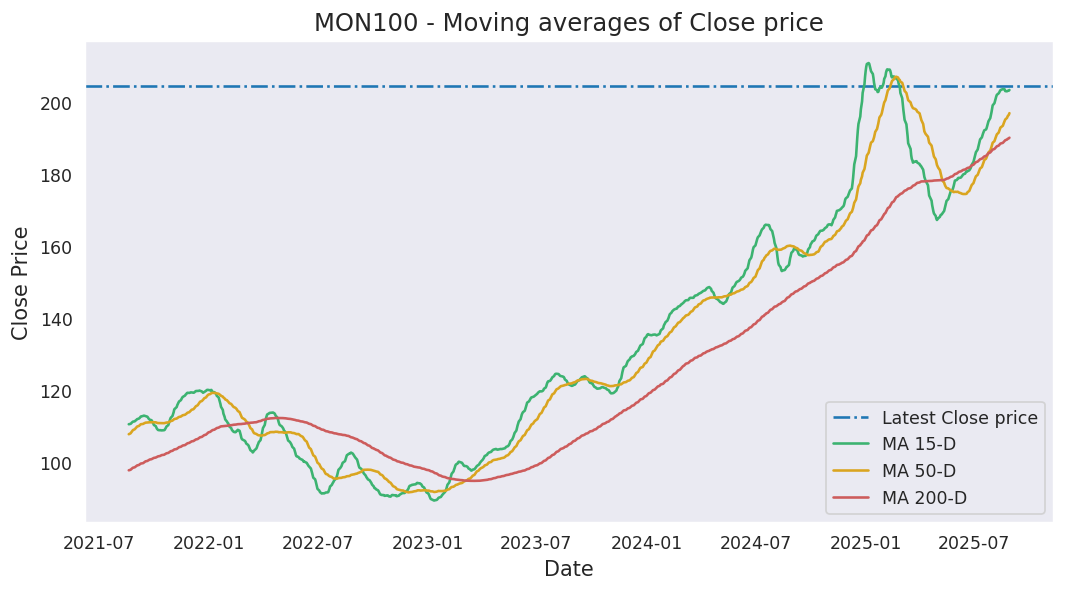 MON100 - Moving averages of Close price
Close Price
200
180
160
140
120
100
2021-07 2022-01 2022-07 2023-01 2023-07 2024-01 2024-07 2025-01 2025-07
Date
Latest Close price
MA 15-D
MA 50-D
MA 200-D